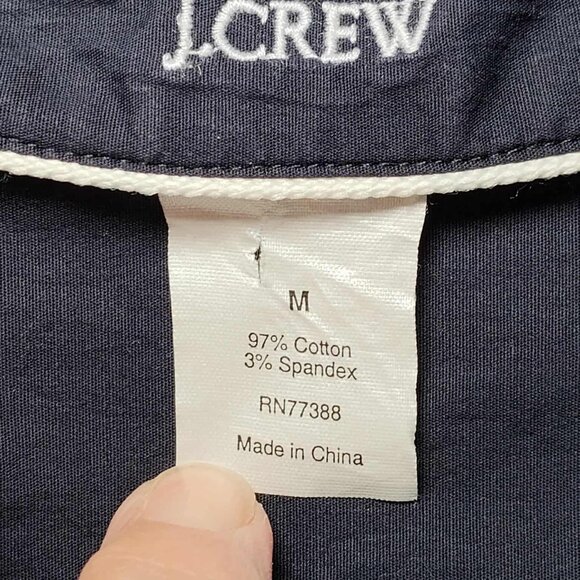 J.CREW
M
97% Cotton
3% Spandex
RN77388
Made in China